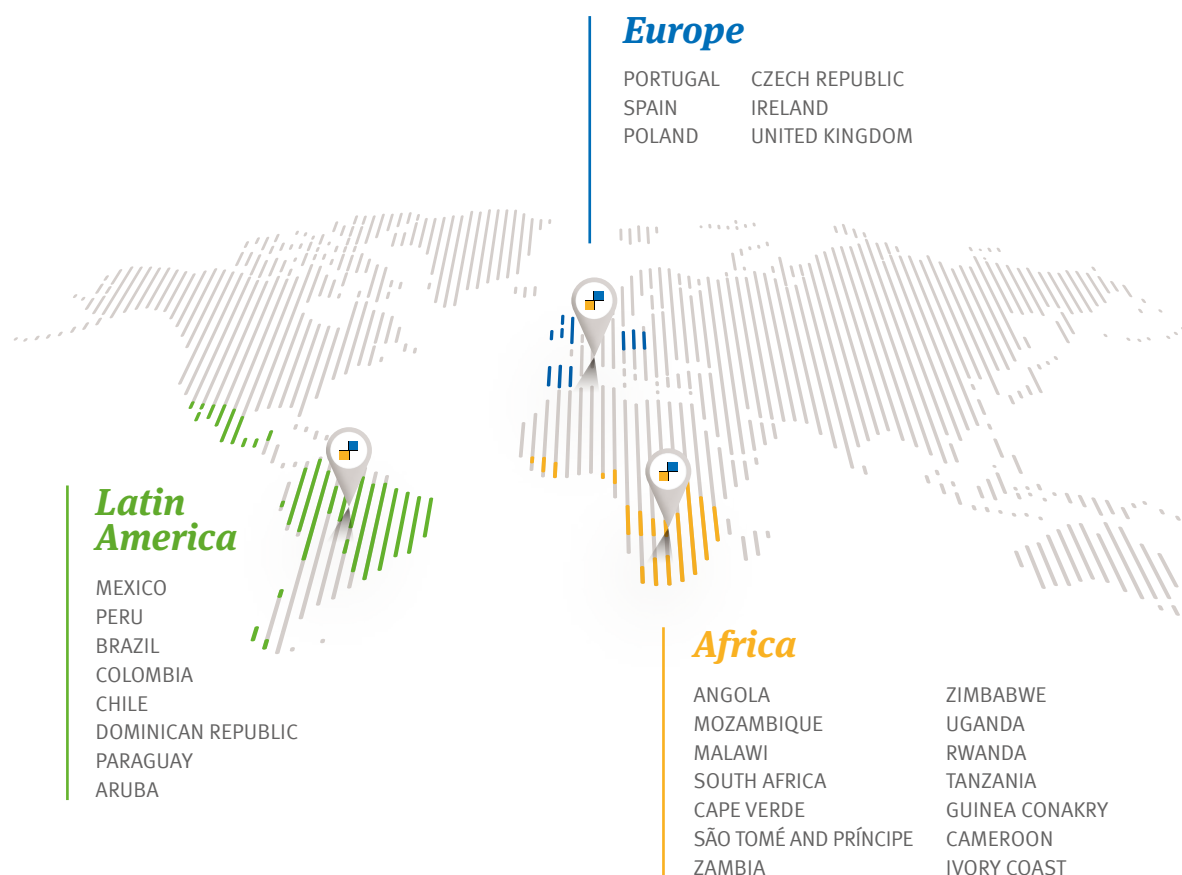 Europe
PORTUGAL
SPAIN
POLAND
CZECH REPUBLIC
IRELAND
UNITED KINGDOM
Latin
America
MEXICO
PERU
BRAZIL
COLOMBIA
CHILE
DOMINICAN REPUBLIC
PARAGUAY
ARUBA
Africa
ANGOLA
MOZAMBIQUE
MALAWI
SOUTH AFRICA
CAPE VERDE
SÃO TOMÉ AND PRÍNCIPE
ZAMBIA
ZIMBABWE
UGANDA
RWANDA
TANZANIA
GUINEA CONAKRY
CAMEROON
IVORY COAST